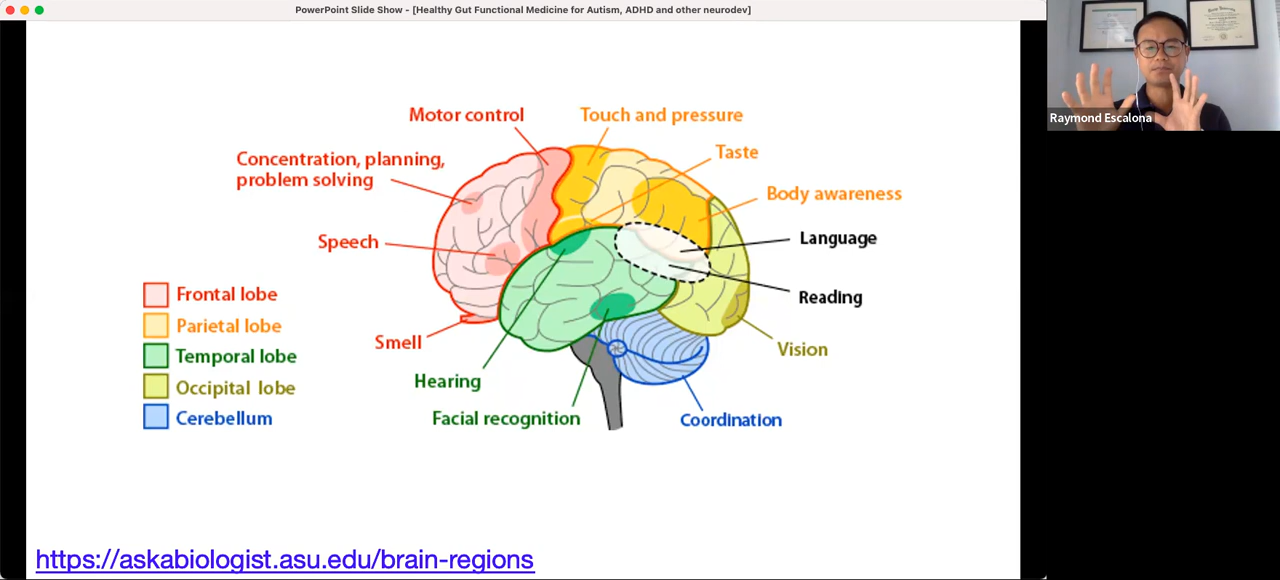 PowerPoint Slide Show - [Healthy Gut Functional Medicine for Autism, ADHD and other neurodev]
Raymond Escalona
Motor control
Touch and pressure
Concentration, planning,
problem solving
Taste
Body awareness
Speech
Language
Reading
Frontal lobe
Parietal lobe
Temporal lobe
Occipital lobe
Cerebellum
Smell
Vision
Hearing
Facial recognition
Coordination
https://askabiologist.asu.edu/brain-regions